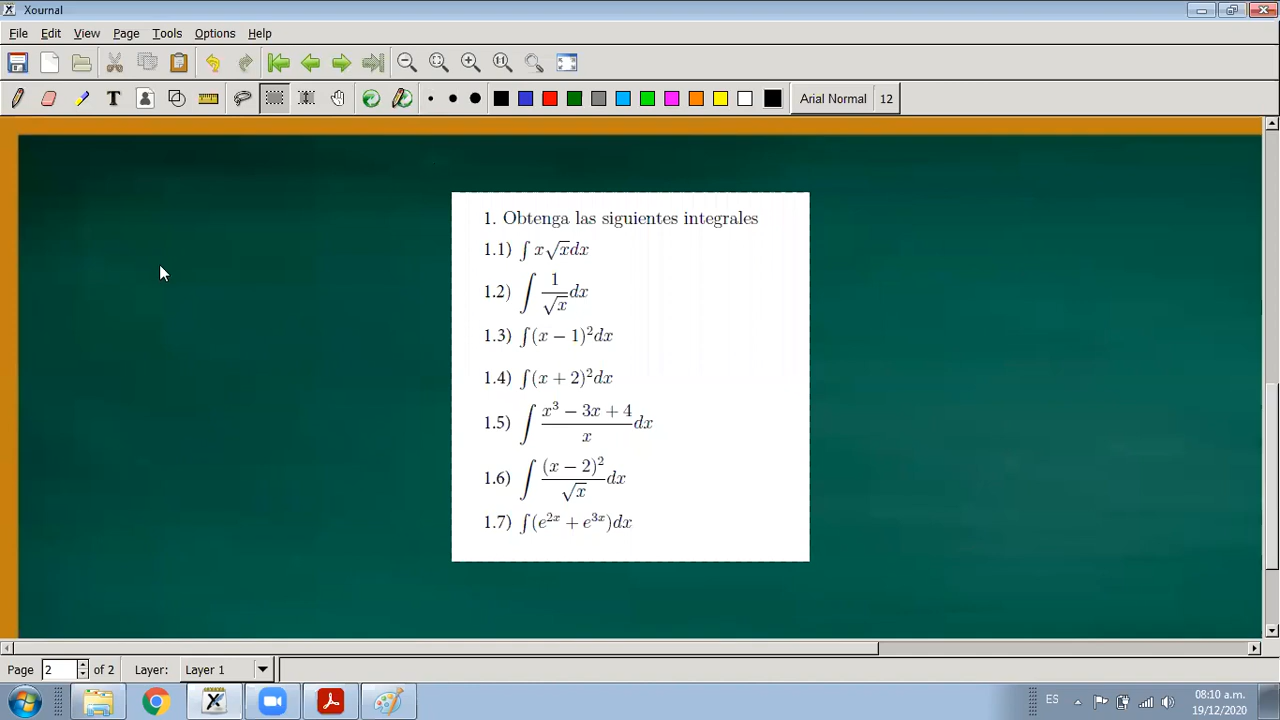 Xournal
File Edit View Page Tools Options Help
Arial Normal 12
1. Obtenga las siguientes integrales
1.1) ∫ x√x dx
1.2) ∫ 1/√x dx
1.3) ∫(x − 1)² dx
1.4) ∫(x + 2)² dx
1.5) ∫ (x³ − 3x + 4)/x dx
1.6) ∫ (x − 2)²/√x dx
1.7) ∫(e²ˣ + e³ˣ)dx
Page 2 of 2 Layer: Layer 1
ES 08:10 a.m.
19/12/2020